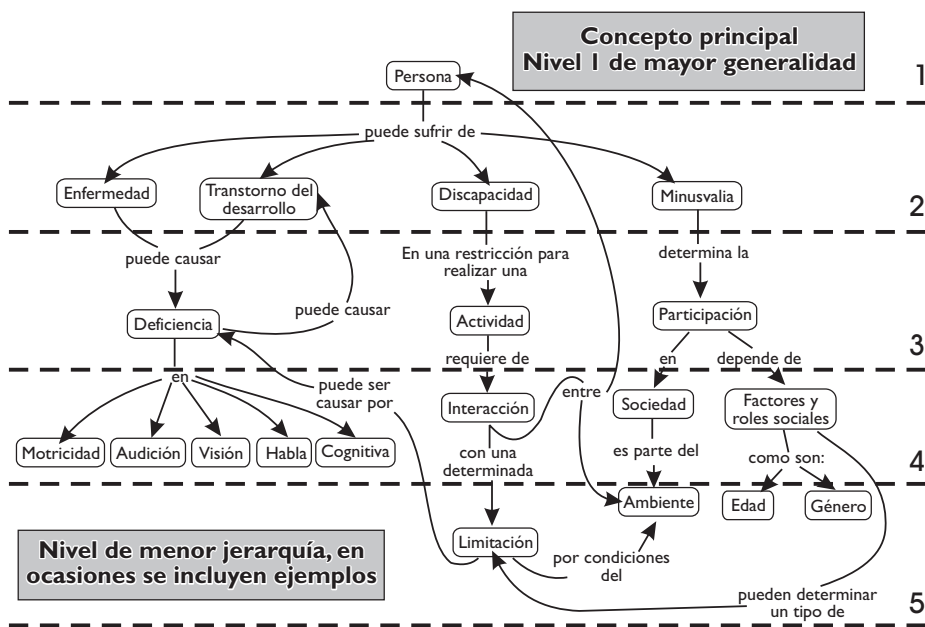 Concepto principal
Nivel 1 de mayor generalidad
Persona
1
puede sufrir de
Enfermedad
Transtorno del
desarrollo
Discapacidad
Minusvalia
2
puede causar
En una restricción para
realizar una
determina la
Deficiencia
puede causar
Actividad
Participación
requiere de
en
depende de
3
en
puede ser
causar por
Interacción
entre
Sociedad
Factores y
roles sociales
Motricidad
Audición
Visión
Habla
Cognitiva
con una
determinada
es parte del
como son:
4
Ambiente
Edad
Género
Nivel de menor jerarquía, en
ocasiones se incluyen ejemplos
Limitación
por condiciones
del
pueden determinar
un tipo de
5